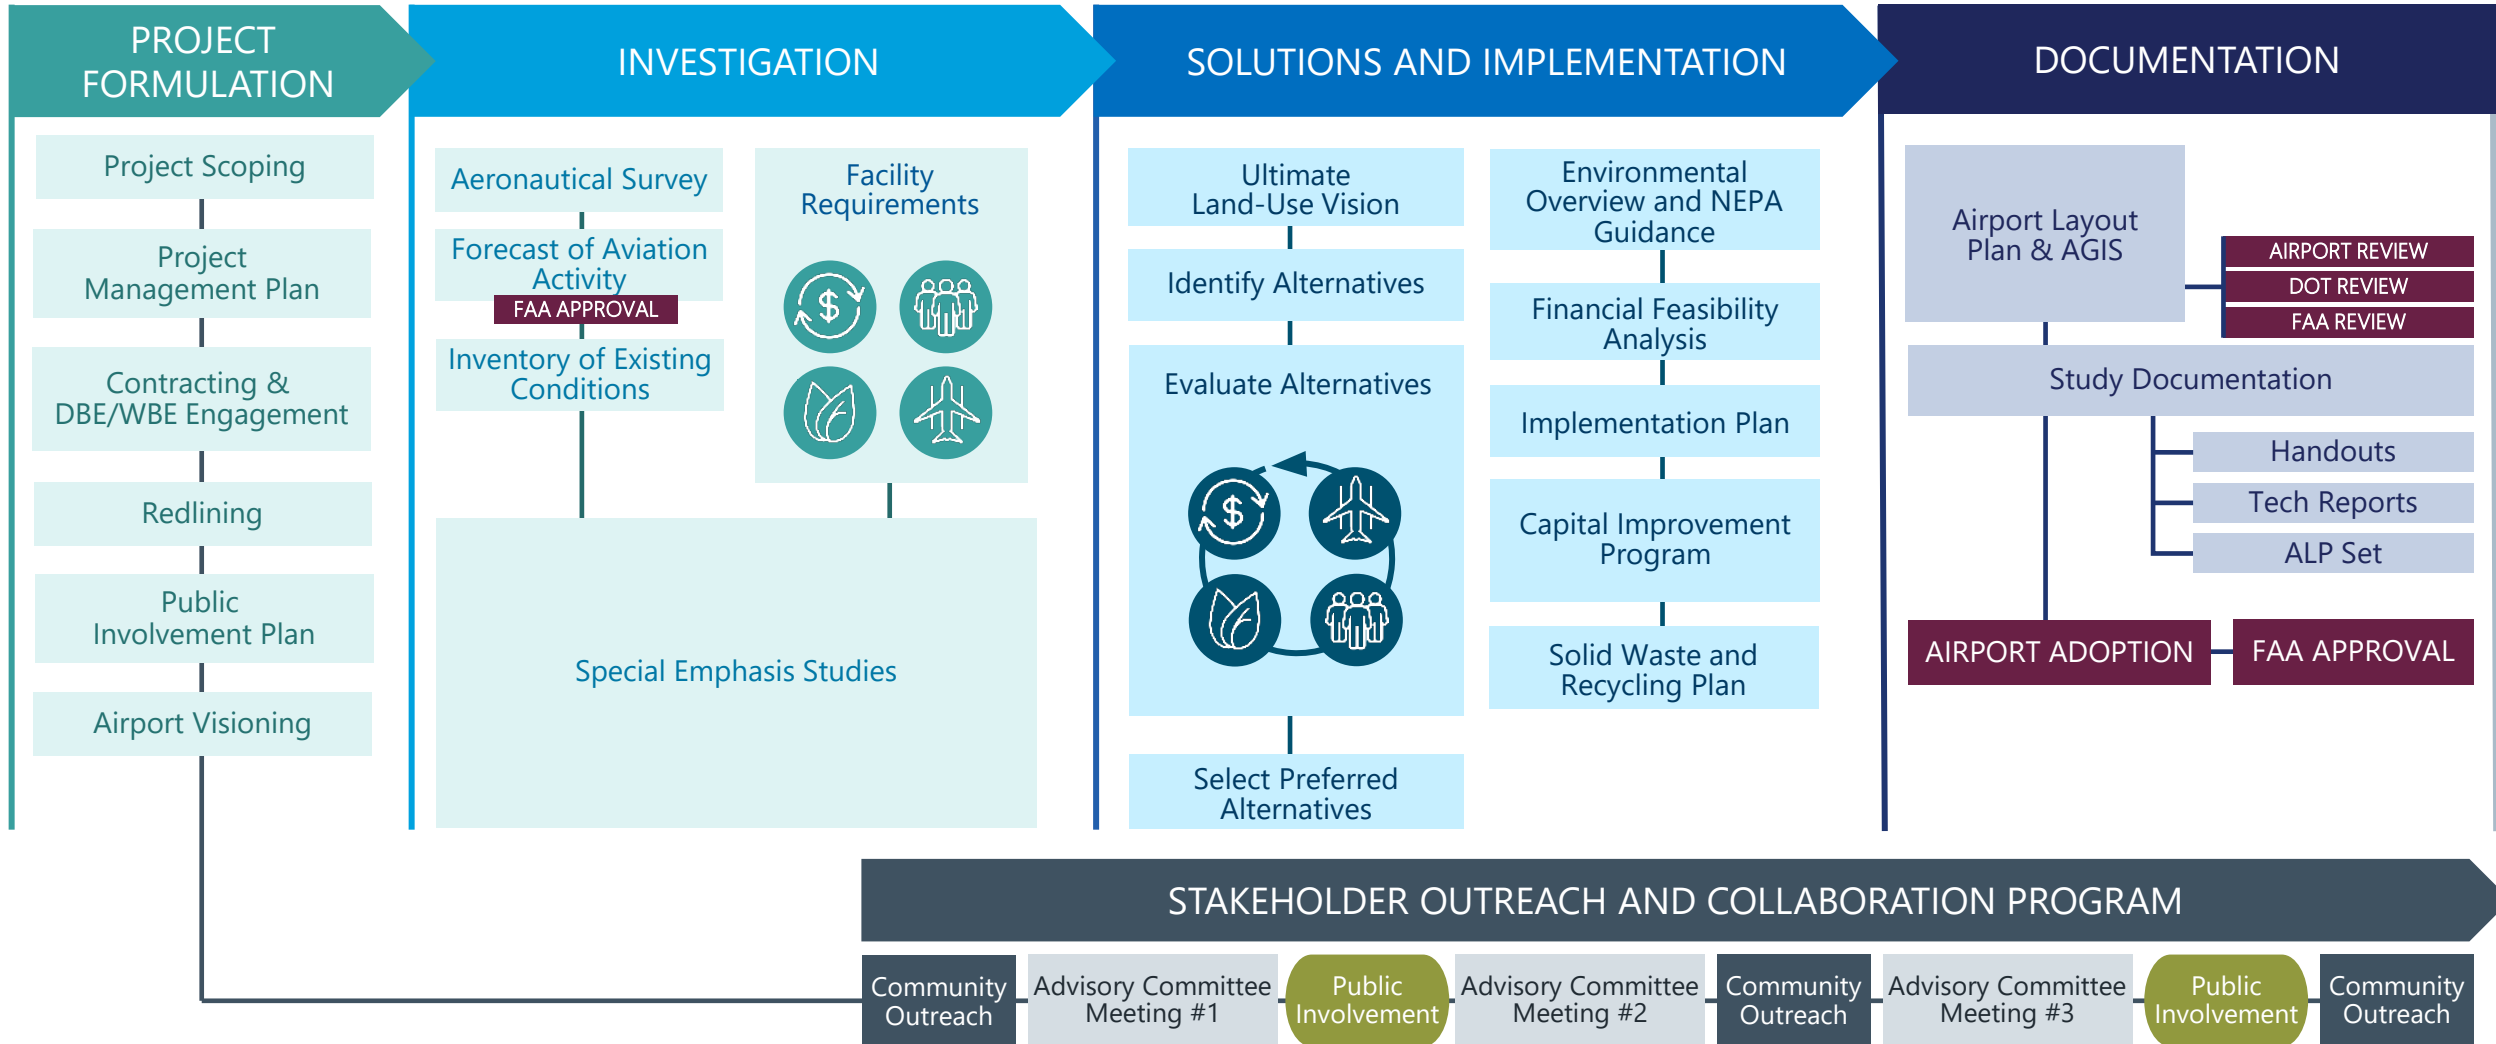 PROJECT
FORMULATION
Project Scoping
Project
Management Plan
Contracting &
DBE/WBE Engagement
Redlining
Public
Involvement Plan
Airport Visioning
INVESTIGATION
Aeronautical Survey
Forecast of Aviation
Activity
FAA APPROVAL
Inventory of Existing
Conditions
Facility
Requirements
$
Special Emphasis Studies
SOLUTIONS AND IMPLEMENTATION
Ultimate
Land-Use Vision
Identify Alternatives
Evaluate Alternatives
$
Select Preferred
Alternatives
Environmental
Overview and NEPA
Guidance
Financial Feasibility
Analysis
Implementation Plan
Capital Improvement
Program
Solid Waste and
Recycling Plan
DOCUMENTATION
Airport Layout
Plan & AGIS
AIRPORT REVIEW
DOT REVIEW
FAA REVIEW
Study Documentation
Handouts
Tech Reports
ALP Set
AIRPORT ADOPTION
FAA APPROVAL
STAKEHOLDER OUTREACH AND COLLABORATION PROGRAM
Community
Outreach
Advisory Committee
Meeting #1
Public
Involvement
Advisory Committee
Meeting #2
Community
Outreach
Advisory Committee
Meeting #3
Public
Involvement
Community
Outreach